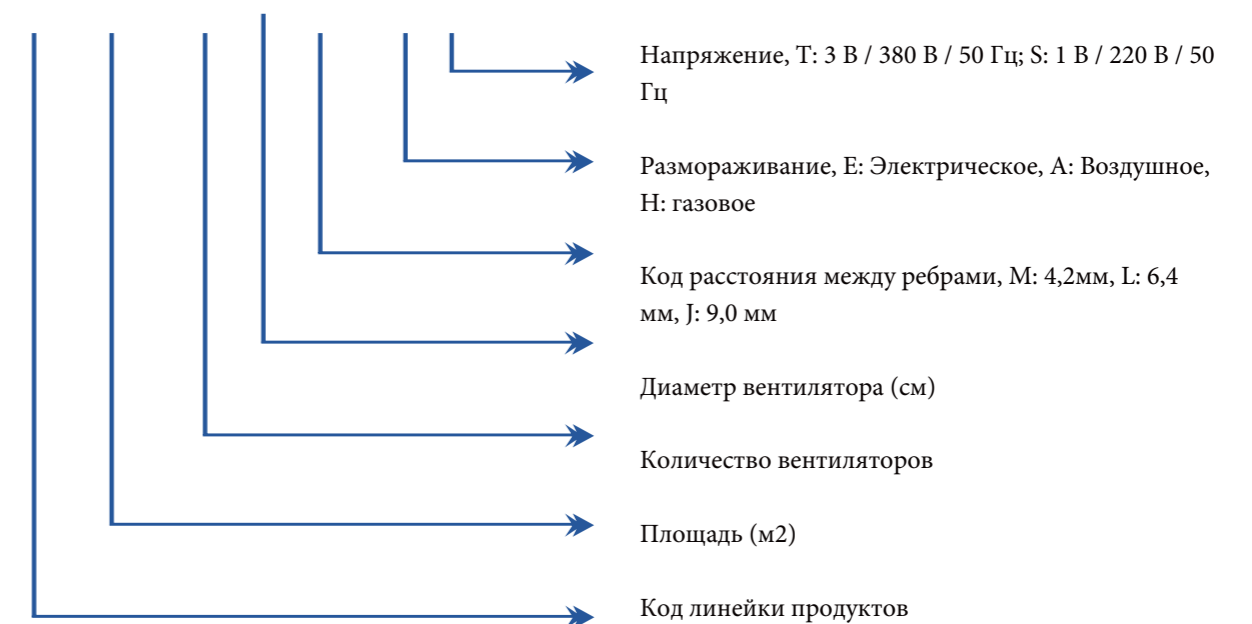 Напряжение, T: 3 В / 380 В / 50 Гц; S: 1 В / 220 В / 50
Гц
Размораживание, E: Электрическое, A: Воздушное,
H: газовое
Код расстояния между ребрами, M: 4,2мм, L: 6,4
мм, J: 9,0 мм
Диаметр вентилятора (см)
Количество вентиляторов
Площадь (м2)
Код линейки продуктов